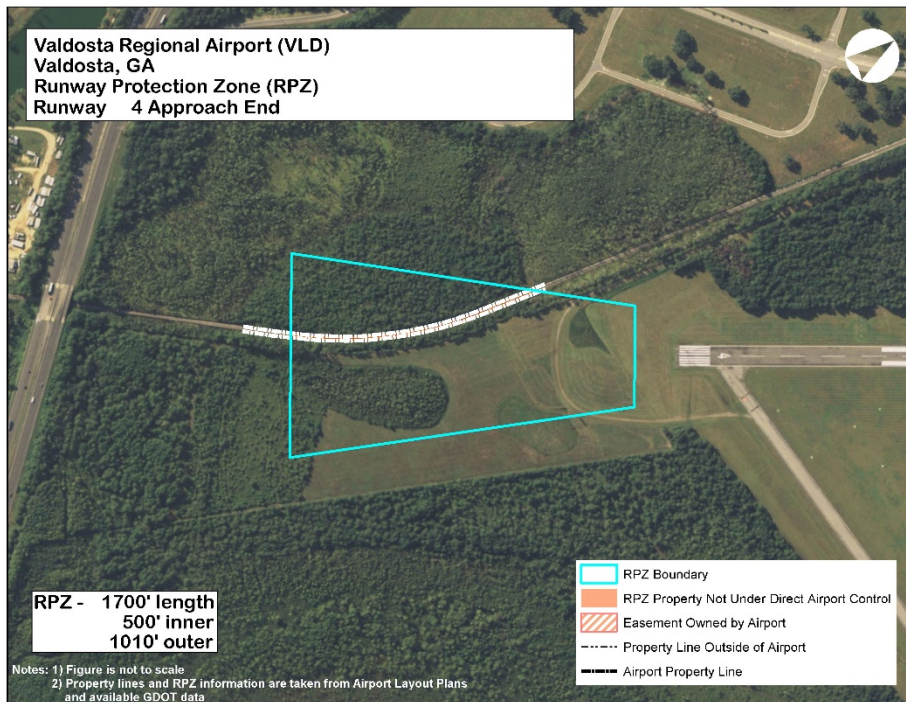 Valdosta Regional Airport (VLD)
Valdosta, GA
Runway Protection Zone (RPZ)
Runway 4 Approach End
RPZ - 1700' length
500' inner
1010' outer
Notes: 1) Figure is not to scale
2) Property lines and RPZ information are taken from Airport Layout Plans
and available GDOT data
RPZ Boundary
RPZ Property Not Under Direct Airport Control
Easement Owned by Airport
Property Line Outside of Airport
Airport Property Line